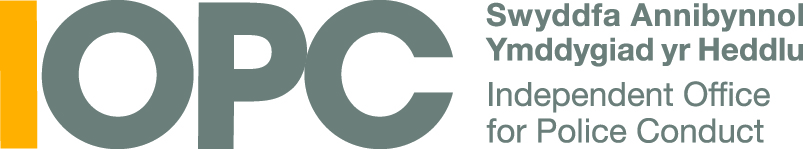 IOPC
Swyddfa Annibynnol
Ymddygiad yr Heddlu
Independent Office
for Police Conduct